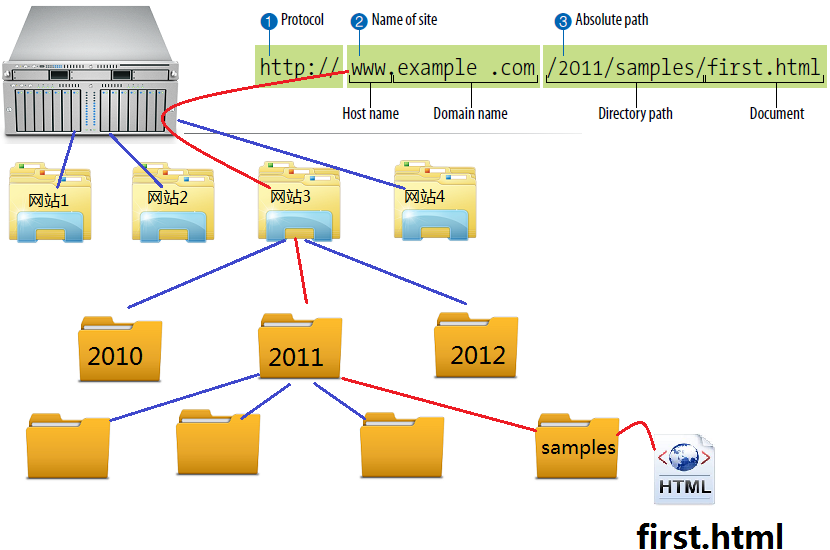 1 Protocol 2 Name of site 3 Absolute path
http:// www.example .com /2011/samples/first.html
Host name Domain name Directory path Document
网站1 网站2 网站3 网站4
2010 2011 2012
samples
HTML
first.html